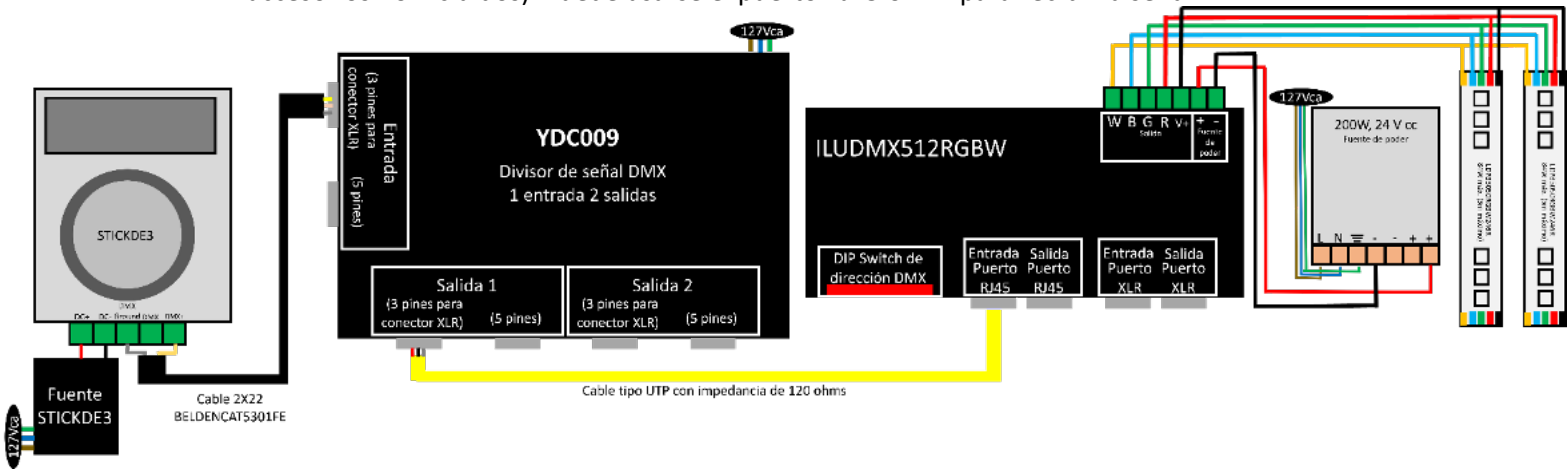 127Vca
(3 pines para
conector XLR)
Entrada
(5 pines)
YDC009
Divisor de señal DMX
1 entrada 2 salidas
Salida 1
(3 pines para
conector XLR)
(5 pines)
Salida 2
(3 pines para
conector XLR)
(5 pines)
STICKDE3
DMX
DC+ DC- Ground DMX- DMX+
Fuente
STICKDE3
127Vca
Cable 2X22
BELDENCAT5301FE
Cable tipo UTP con impedancia de 120 ohms
ILUDMX512RGBW
W B G R V+ + -
Salida
Fuente
de
poder
DIP Switch de
dirección DMX
Entrada
Puerto
RJ45
Salida
Puerto
RJ45
Entrada
Puerto
XLR
Salida
Puerto
XLR
127Vca
200W, 24 V cc
Fuente de poder
L N - - + +